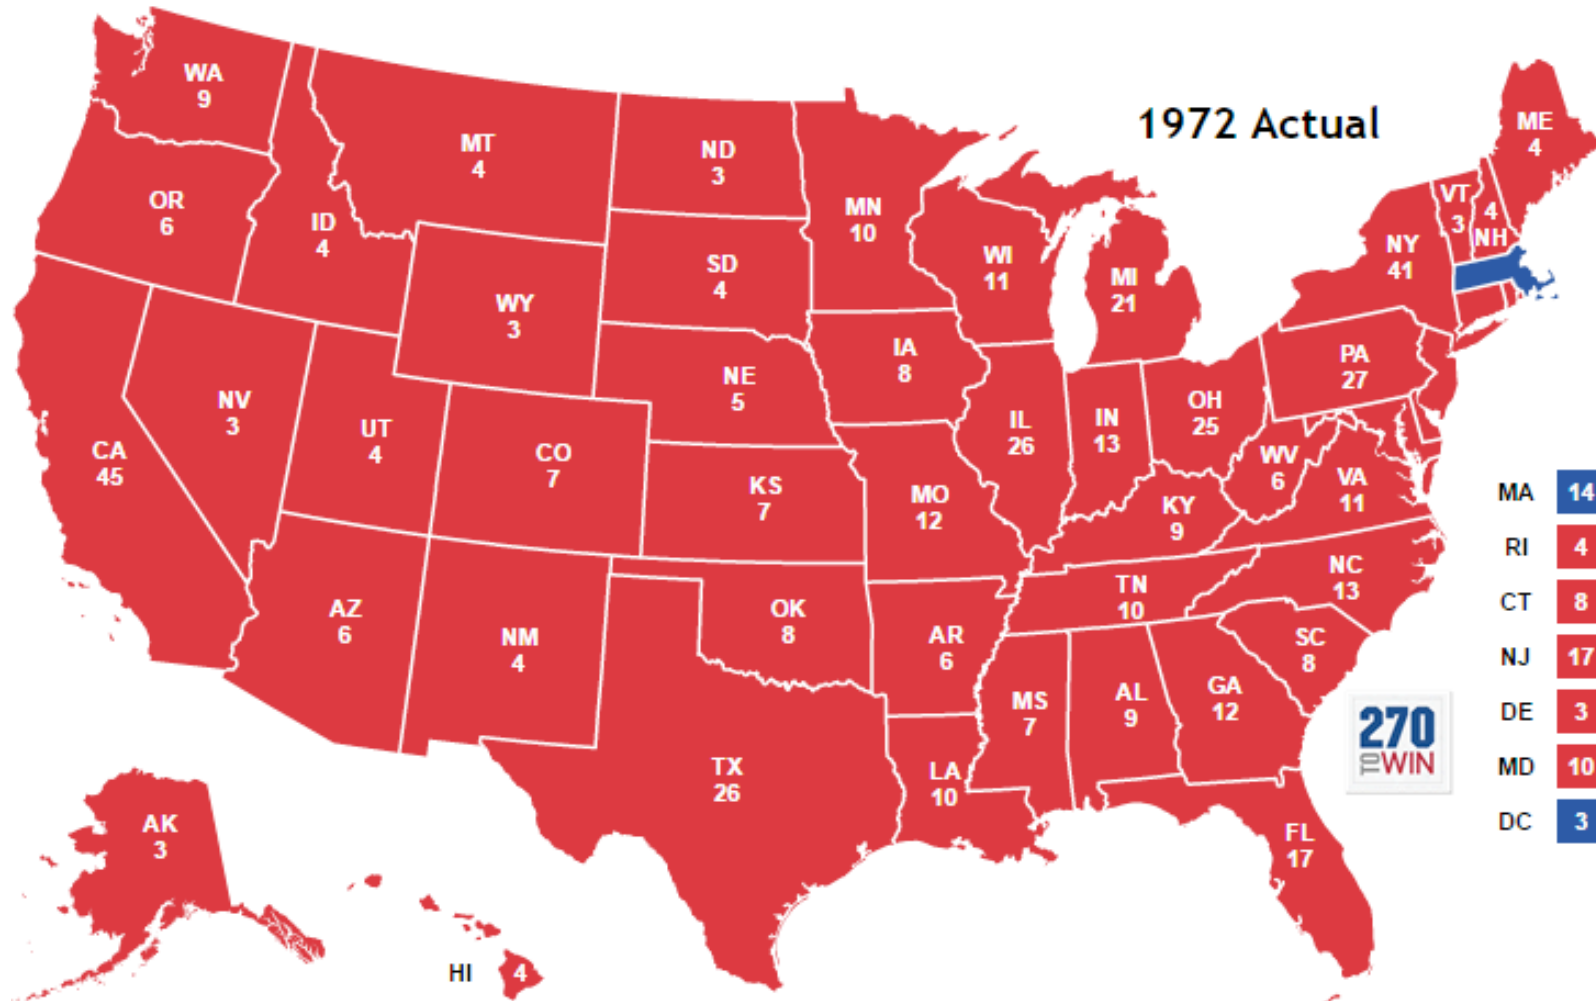 1972 Actual
WA
9
OR
6
ID
4
MT
4
ND
3
MN
10
WI
11
MI
21
ME
4
VT
3
4
NH
NY
41
SD
4
WY
3
NE
5
IA
8
IL
26
IN
13
OH
25
PA
27
NV
3
UT
4
CO
7
CA
45
KS
7
MO
12
KY
9
WV
6
VA
11
AZ
6
NM
4
OK
8
AR
6
TN
10
NC
13
SC
8
MS
7
AL
9
GA
12
TX
26
LA
10
FL
17
AK
3
HI 4
MA 14
RI 4
CT 8
NJ 17
DE 3
MD 10
DC 3
270
TO WIN